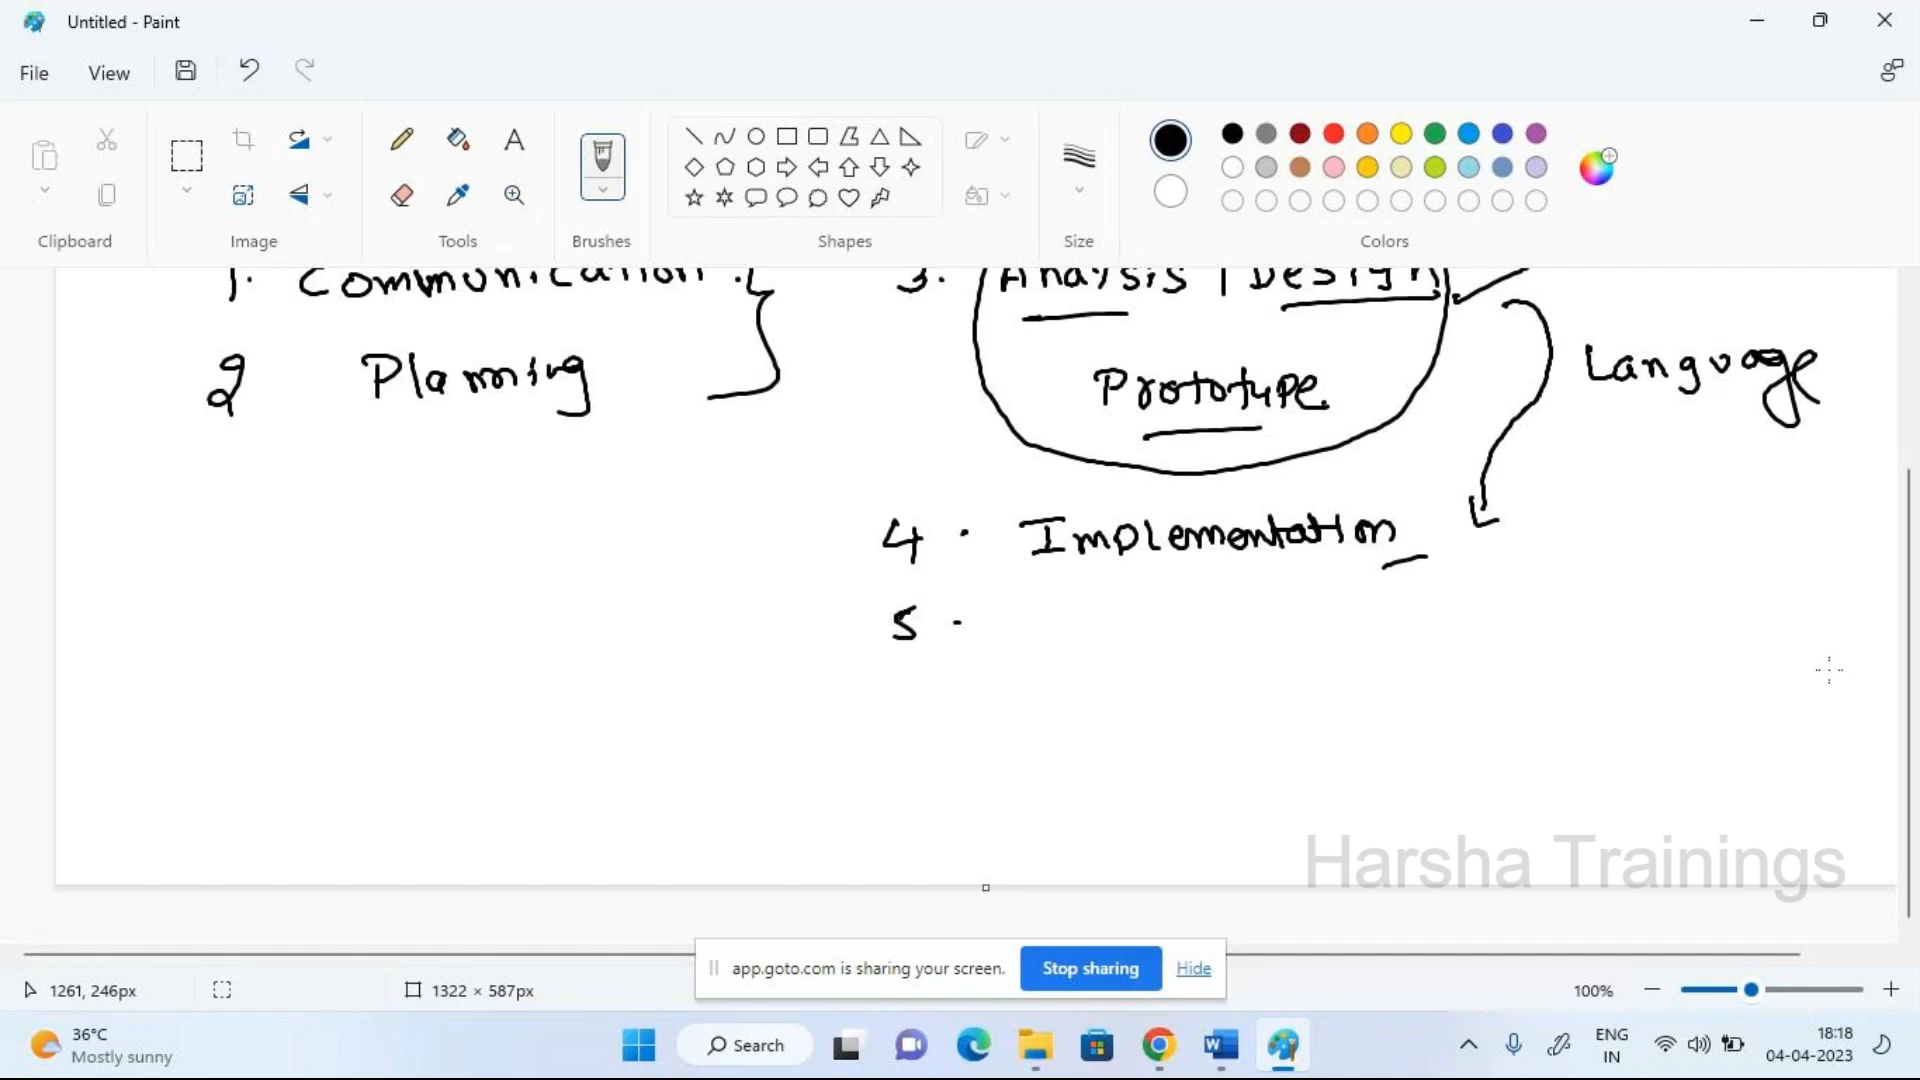 Untitled - Paint
File View
Clipboard Image Tools Brushes Shapes Size Colors
1. Communication. 3. Analysis | Design
2 Planning Prototype Language
4. Implementation
5.
Harsha Trainings
app.goto.com is sharing your screen. Stop sharing Hide
1261, 246px 1322 × 587px 100%
36°C
Mostly sunny
Search
ENG
IN
18:18
04-04-2023